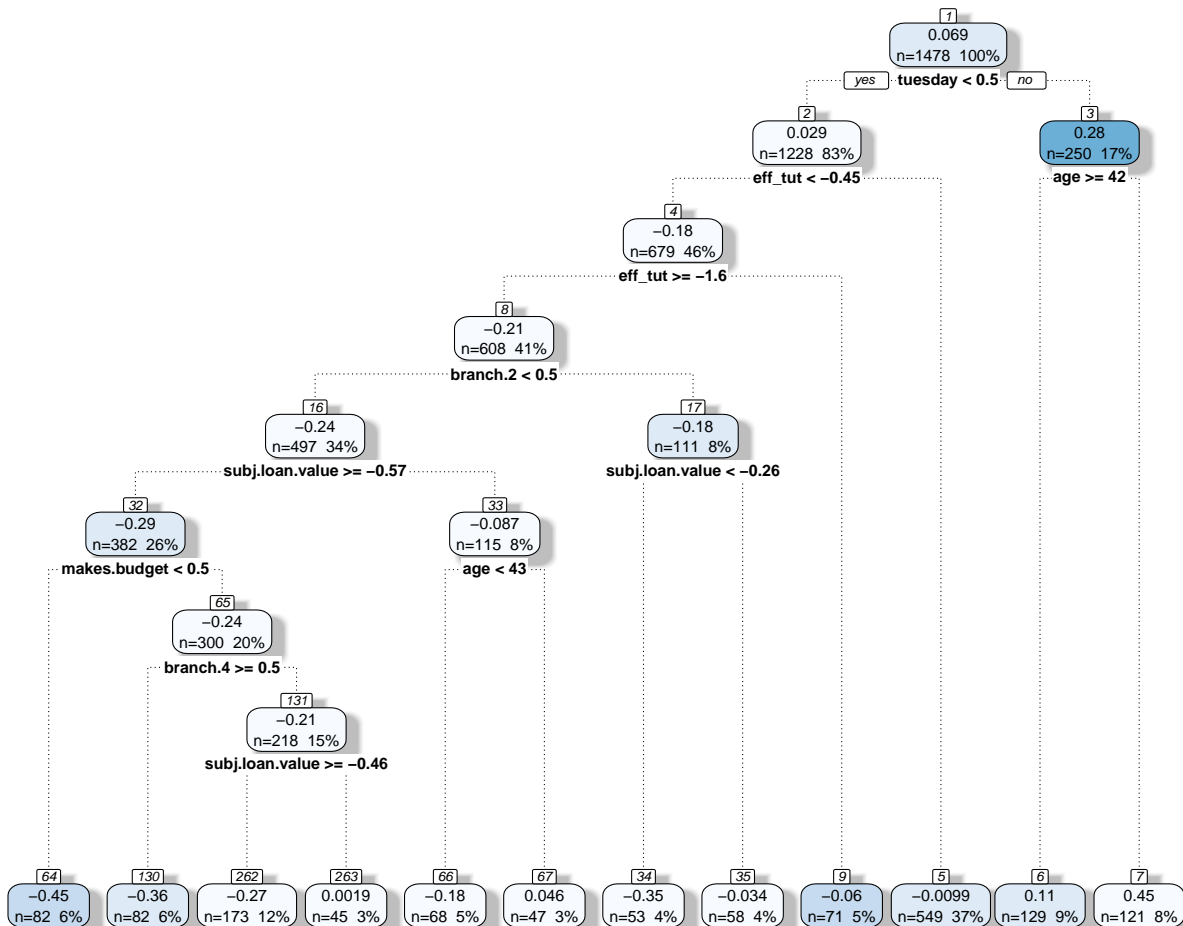 1
0.069
n=1478 100%
yes tuesday < 0.5 no
2
0.029
n=1228 83%
eff_tut < −0.45
3
0.28
n=250 17%
age >= 42
4
−0.18
n=679 46%
eff_tut >= −1.6
8
−0.21
n=608 41%
branch.2 < 0.5
16
−0.24
n=497 34%
subj.loan.value >= −0.57
17
−0.18
n=111 8%
subj.loan.value < −0.26
32
−0.29
n=382 26%
makes.budget < 0.5
33
−0.087
n=115 8%
age < 43
65
−0.24
n=300 20%
branch.4 >= 0.5
131
−0.21
n=218 15%
subj.loan.value >= −0.46
64
−0.45
n=82 6%
130
−0.36
n=82 6%
262
−0.27
n=173 12%
263
0.0019
n=45 3%
66
−0.18
n=68 5%
67
0.046
n=47 3%
34
−0.35
n=53 4%
35
−0.034
n=58 4%
9
−0.06
n=71 5%
5
−0.0099
n=549 37%
6
0.11
n=129 9%
7
0.45
n=121 8%